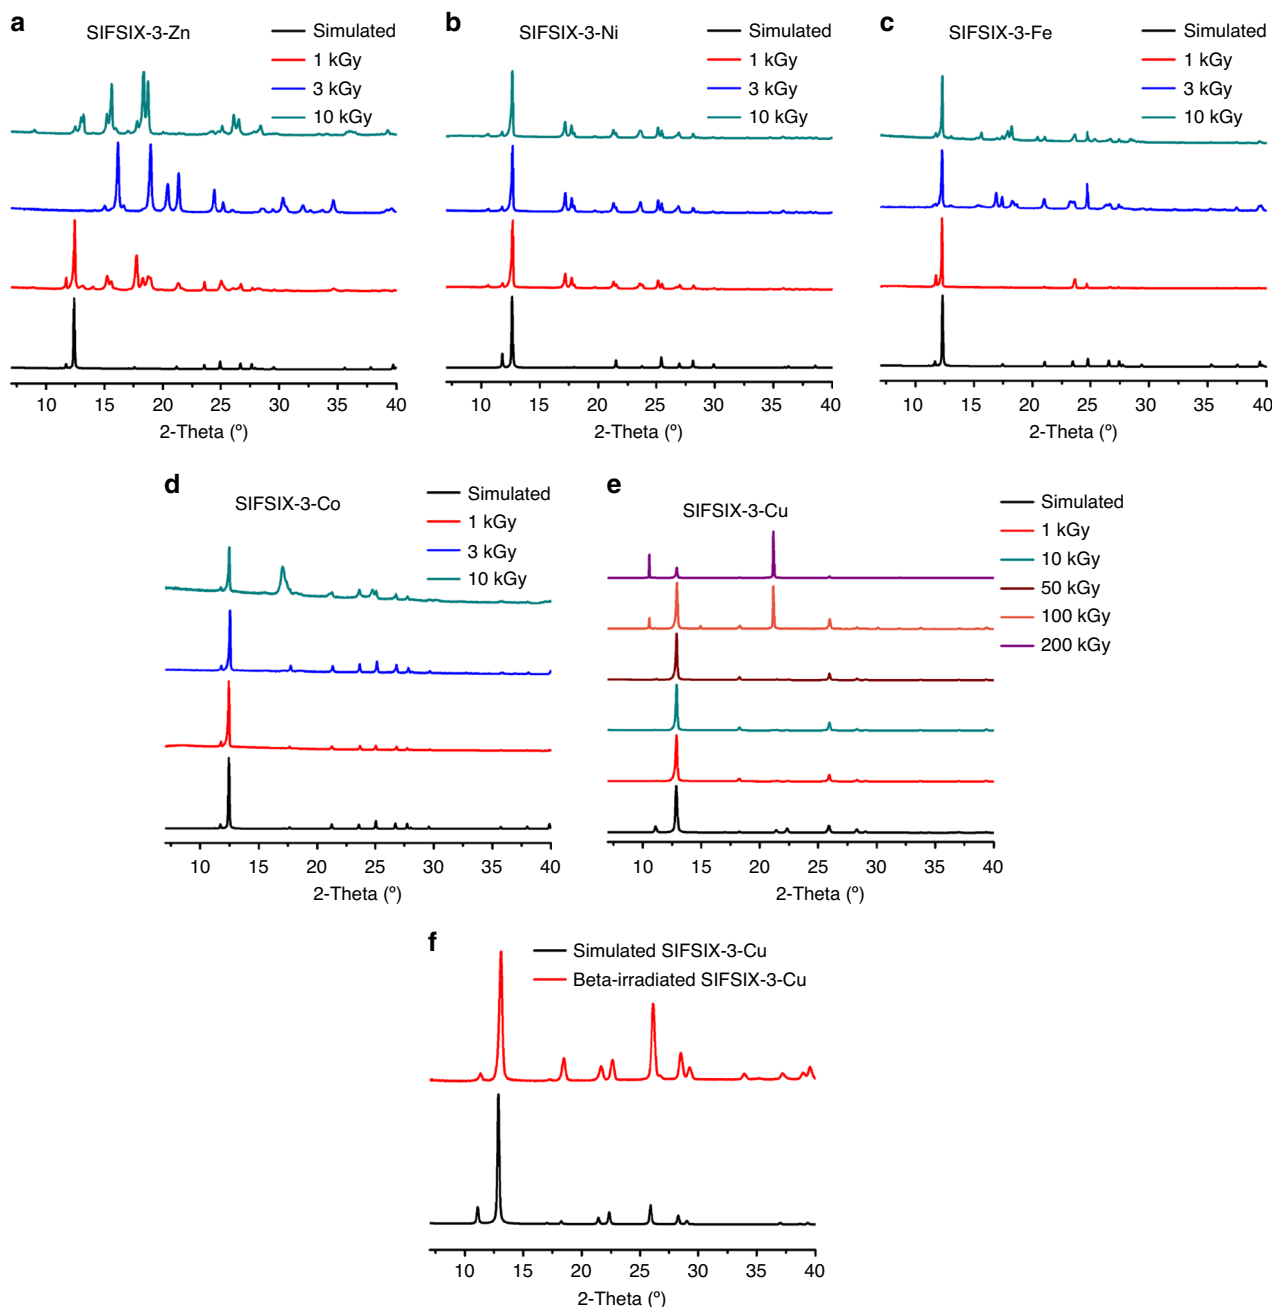 a
SIFSIX-3-Zn
Simulated
1 kGy
3 kGy
10 kGy
10 15 20 25 30 35 40
2-Theta (°)
b
SIFSIX-3-Ni
Simulated
1 kGy
3 kGy
10 kGy
10 15 20 25 30 35 40
2-Theta (°)
c
SIFSIX-3-Fe
Simulated
1 kGy
3 kGy
10 kGy
10 15 20 25 30 35 40
2-Theta (°)
d
SIFSIX-3-Co
Simulated
1 kGy
3 kGy
10 kGy
10 15 20 25 30 35 40
2-Theta (°)
e
SIFSIX-3-Cu
Simulated
1 kGy
10 kGy
50 kGy
100 kGy
200 kGy
10 15 20 25 30 35 40
2-Theta (°)
f
Simulated SIFSIX-3-Cu
Beta-irradiated SIFSIX-3-Cu
10 15 20 25 30 35 40
2-Theta (°)